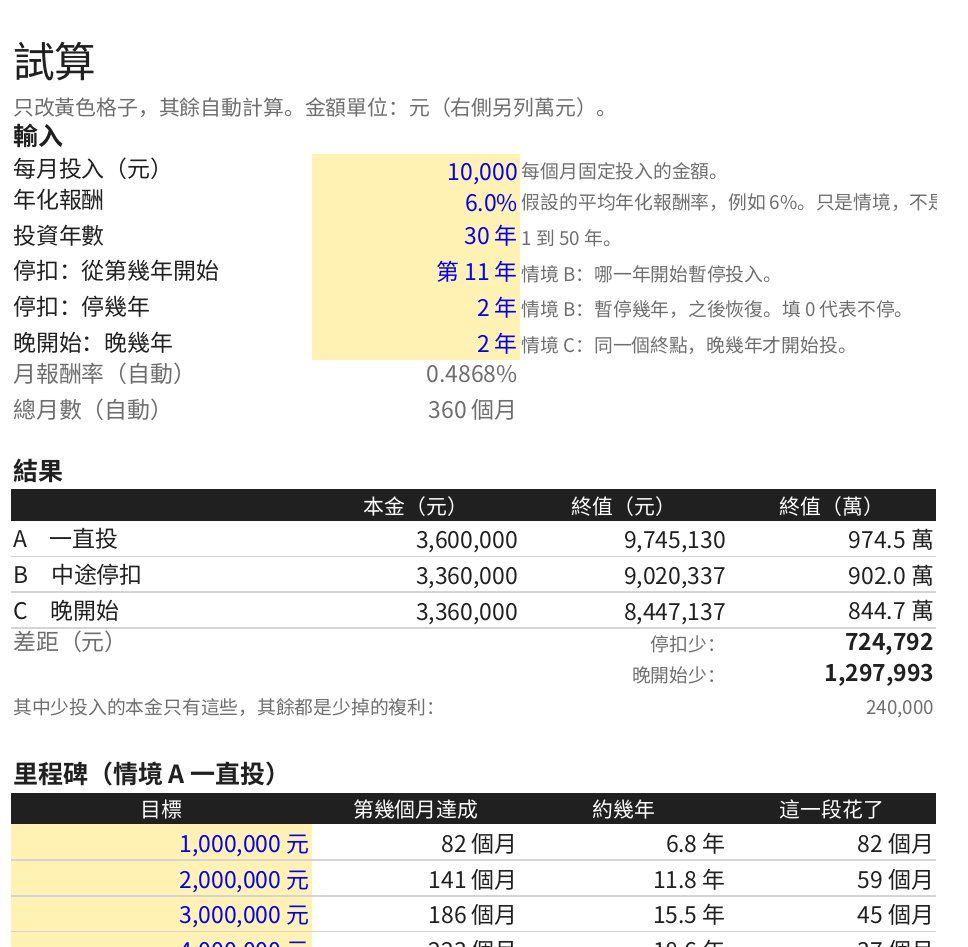 試算
只改黃色格子，其餘自動計算。金額單位：元（右側另列萬元）。
輸入
每月投入（元） 10,000 每個月固定投入的金額。
年化報酬 6.0% 假設的平均年化報酬率，例如 6%。只是情境，不是
投資年數 30 年 1 到 50 年。
停扣：從第幾年開始 第 11 年 情境 B：哪一年開始暫停投入。
停扣：停幾年 2 年 情境 B：暫停幾年，之後恢復。填 0 代表不停。
晚開始：晚幾年 2 年 情境 C：同一個終點，晚幾年才開始投。
月報酬率（自動） 0.4868%
總月數（自動） 360 個月
結果
本金（元） 終值（元） 終值（萬）
A 一直投 3,600,000 9,745,130 974.5 萬
B 中途停扣 3,360,000 9,020,337 902.0 萬
C 晚開始 3,360,000 8,447,137 844.7 萬
差距（元） 停扣少： 724,792
晚開始少： 1,297,993
其中少投入的本金只有這些，其餘都是少掉的複利： 240,000
里程碑（情境 A 一直投）
目標 第幾個月達成 約幾年 這一段花了
1,000,000 元 82 個月 6.8 年 82 個月
2,000,000 元 141 個月 11.8 年 59 個月
3,000,000 元 186 個月 15.5 年 45 個月